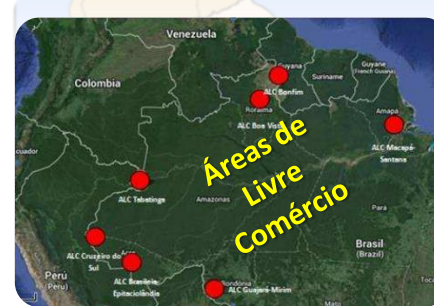 Venezuela
Colombia
Guyana
Suriname
Guyane
(French Guiana)
ALC Bonfim
Roraima
ALC Boa Vista
Amapá
ALC Macapá-
Santana
Áreas de
Livre
Comércio
ALC Tabatinga
Amazonas
Pará
ALC Cruzeiro do
Sul
ALC Brasileia-
Epitaciolândia
Brasil
(Brazil)
Perú
Peru)
Rondônia
ALC Guajará-Mirim